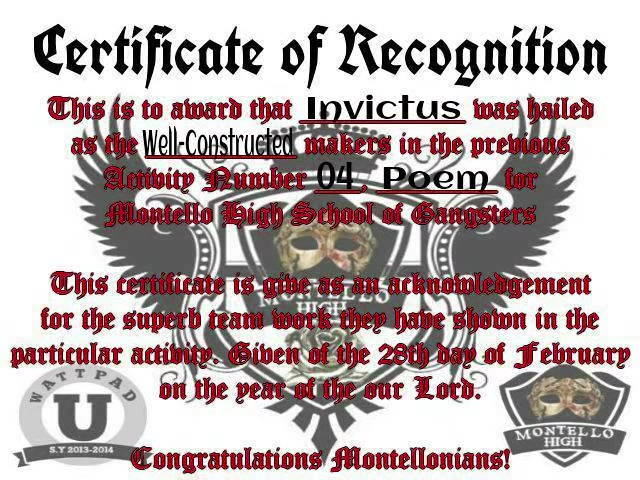 Certificate of Recognition
This is to award that Invictus was hailed
as the Well-Constructed makers in the previous
Activity Number 04, Poem for
Montello High School of Gangsters
This certificate is give as an acknowledgement
MONTELLO
HIGH
for the superb team work they have shown in the
particular activity. Given of the 28th day of February
on the year of the our Lord.
WATTPAD
U
S.Y 2013-2014
MONTELLO
HIGH
Congratulations Montellonians!